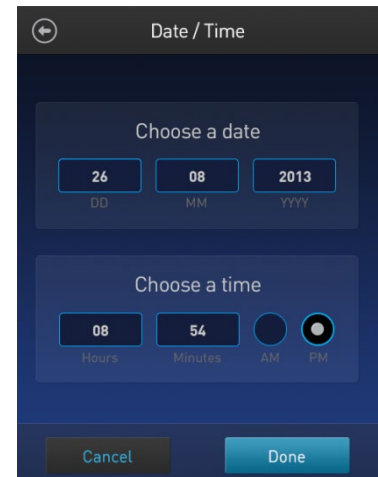 Date / Time
Choose a date
26 08 2013
DD MM YYYY
Choose a time
08 54
Hours Minutes AM PM
Cancel Done